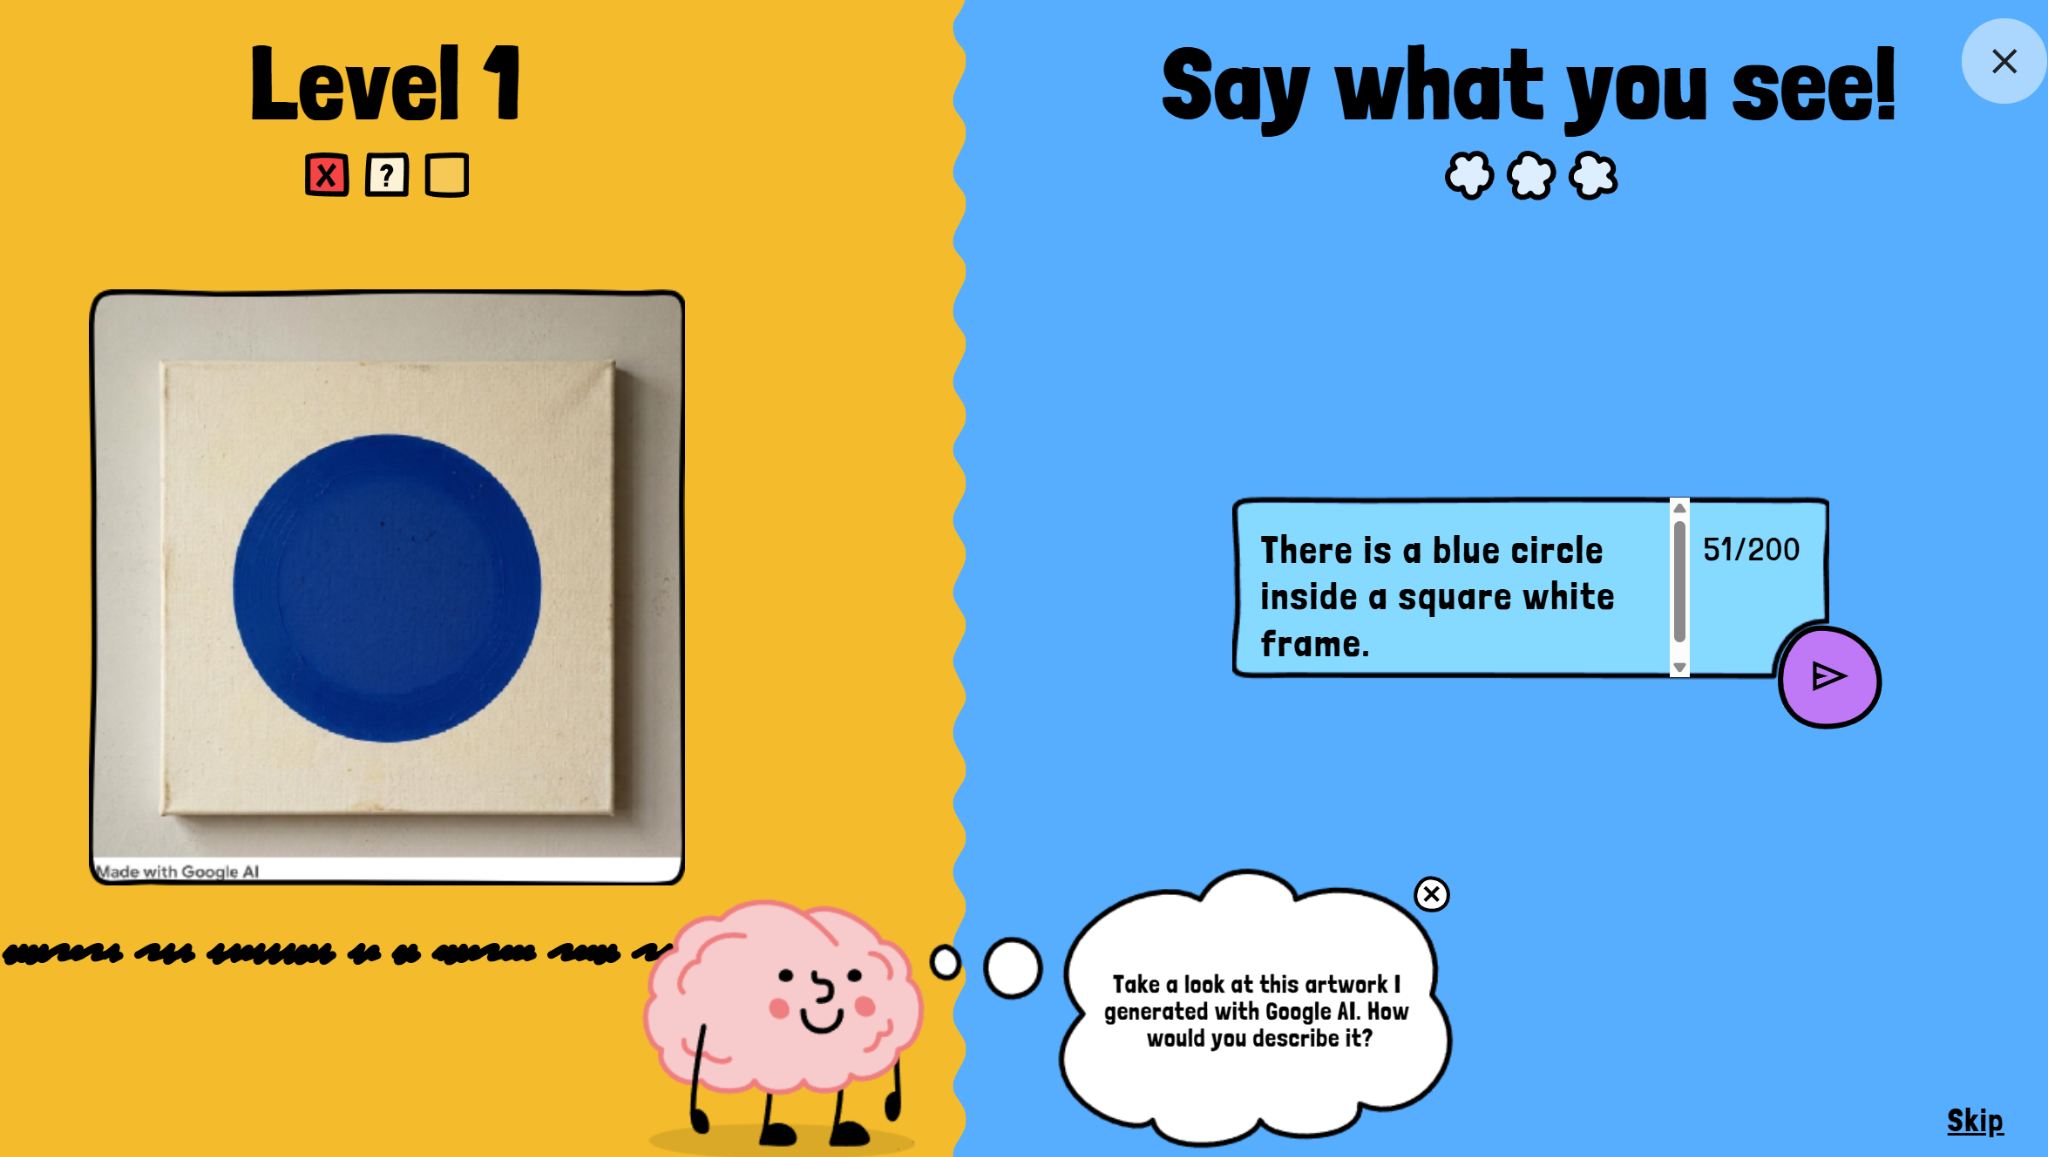 Level 1
X ?
Made with Google AI
Say what you see!
There is a blue circle
inside a square white
frame.
51/200
Take a look at this artwork I
generated with Google AI. How
would you describe it?
Skip